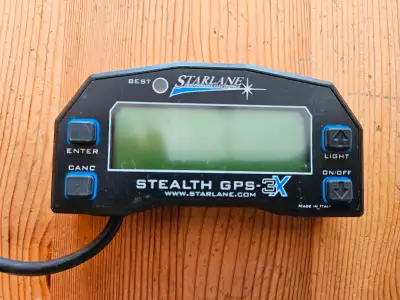 BEST
STARLANE
ENTER
LIGHT
CANC
ON/OFF
STEALTH GPS-3X
WWW.STARLANE.COM
MADE IN ITALY